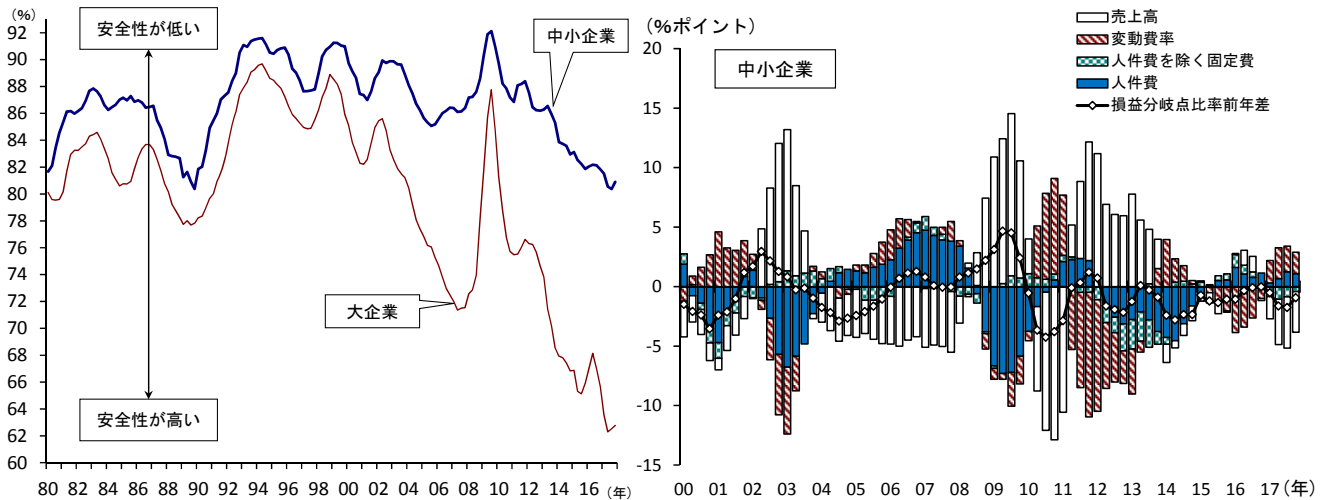 (%)
92
90
88
86
84
82
80
78
76
74
72
70
68
66
64
62
60
安全性が低い
中小企業
大企業
安全性が高い
80 82 84 86 88 90 92 94 96 98 00 02 04 06 08 10 12 14 16 (年)
(%ポイント)
20
15
10
5
0
-5
-10
-15
中小企業
売上高
変動費率
人件費を除く固定費
人件費
損益分岐点比率前年差
00 01 02 03 04 05 06 07 08 09 10 11 12 13 14 15 16 17 (年)